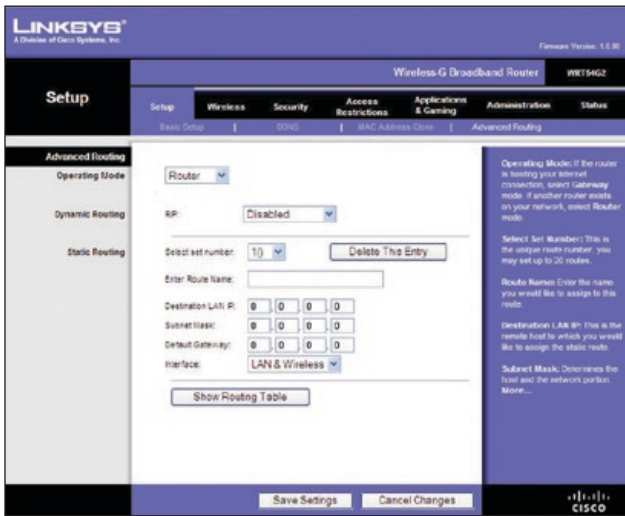 LINKSYS®
A Division of Cisco Systems, Inc.
Firmware Version: 1.0.00
Wireless-G Broadband Router WRT54G2
Setup
Setup Wireless Security Access Restrictions Applications & Gaming Administration Status
Basic Setup | DDNS | MAC Address Clone | Advanced Routing
Advanced Routing
Operating Mode
Router
Dynamic Routing
RIP:
Disabled
Static Routing
Select set number:
1()
Delete This Entry
Enter Route Name:
Destination LAN IP:
0 . 0 . 0 . 0
Subnet Mask:
0 . 0 . 0 . 0
Default Gateway:
0 . 0 . 0 . 0
Interface:
LAN & Wireless
Show Routing Table
Operating Mode: If the router
is hosting your Internet
connection, select Gateway
mode. If another router exists
on your network, select Router
mode.
Select Set Number: This is
the unique route number, you
may set up to 20 routes.
Route Name: Enter the name
you would like to assign to this
route.
Destination LAN IP: This is the
remote host to which you would
like to assign the static route.
Subnet Mask: Determines the
host and the network portion.
More...
Save Settings
Cancel Changes
CISCO